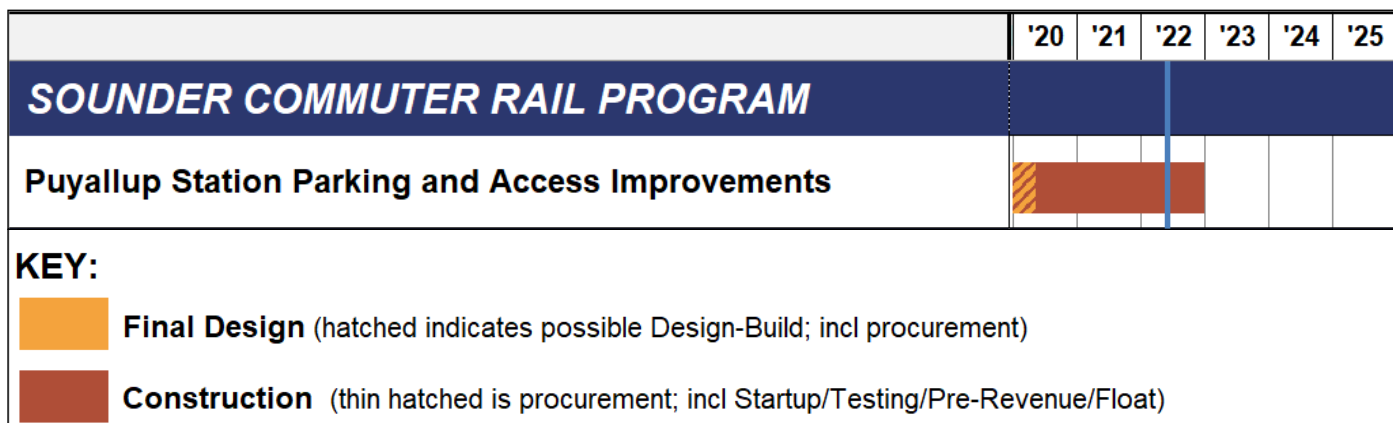 '20 '21 '22 '23 '24 '25
SOUNDER COMMUTER RAIL PROGRAM
Puyallup Station Parking and Access Improvements
KEY:
Final Design (hatched indicates possible Design-Build; incl procurement)
Construction (thin hatched is procurement; incl Startup/Testing/Pre-Revenue/Float)